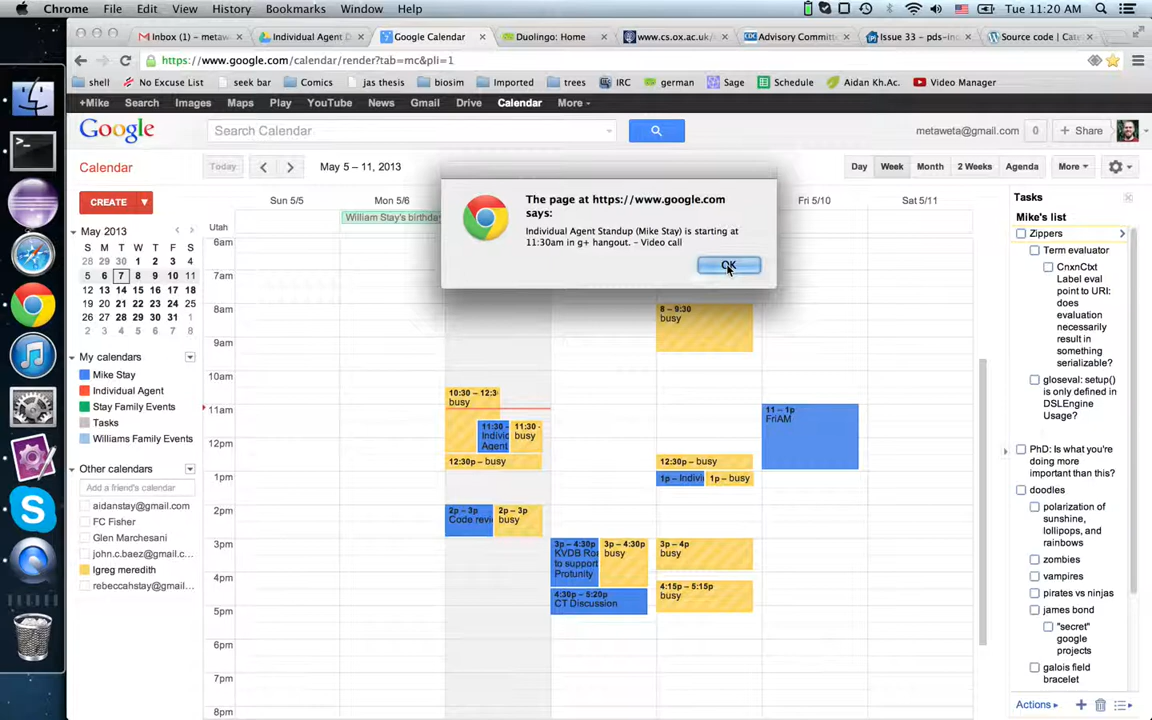 Chrome File Edit View History Bookmarks Window Help Tue 11:20 AM
Inbox (1) – metaw Individual Agent D Google Calendar Duolingo: Home www.cs.ox.ac.uk/ Advisory Committe Issue 33 - pds-inc Source code | Cate
https://www.google.com/calendar/render?tab=mc&pli=1
shell No Excuse List seek bar Comics jas thesis biosim Imported trees IRC german Sage Schedule Aidan Kh.Ac. Video Manager
+Mike Search Images Maps Play YouTube News Gmail Drive Calendar More
Google Search Calendar metaweta@gmail.com 0 + Share
Calendar Today May 5 – 11, 2013 Day Week Month 2 Weeks Agenda More
CREATE
May 2013
S M T W T F S
28 29 30 1 2 3 4
5 6 7 8 9 10 11
12 13 14 15 16 17 18
19 20 21 22 23 24 25
26 27 28 29 30 31 1
2 3 4 5 6 7 8
My calendars
Mike Stay
Individual Agent
Stay Family Events
Tasks
Williams Family Events
Other calendars
Add a friend's calendar
aidanstay@gmail.com
FC Fisher
Glen Marchesani
john.c.baez@gmail.c...
lgreg meredith
rebeccahstay@gmail...
Sun 5/5 Mon 5/6 Fri 5/10 Sat 5/11
Utah William Stay's birthday
The page at https://www.google.com
says:
Individual Agent Standup (Mike Stay) is starting at
11:30am in g+ hangout. – Video call
OK
6am
7am
8am
9am
10am
11am
12pm
1pm
2pm
3pm
4pm
5pm
6pm
7pm
8pm
10:30 – 12:3
busy
11:30 -
Indivic
Agent
11:30 -
busy
12:30p – busy
2p – 3p
Code revi
2p – 3p
busy
3p – 4:30p
KVDB Ro
to support
Protunity
3p – 4:30p
busy
4:30p – 5:20p
CT Discussion
8 – 9:30
busy
12:30p – busy
1p – Indivi
1p – busy
3p – 4p
busy
4:15p – 5:15p
busy
11 – 1p
FriAM
Tasks
Mike's list
Zippers
Term evaluator
CnxnCtxt
Label eval
point to URI:
does
evaluation
necessarily
result in
something
serializable?
gloseval: setup()
is only defined in
DSLEngine
Usage?
PhD: Is what you're
doing more
important than this?
doodles
polarization of
sunshine,
lollipops, and
rainbows
zombies
vampires
pirates vs ninjas
james bond
"secret"
google
projects
galois field
bracelet
Actions